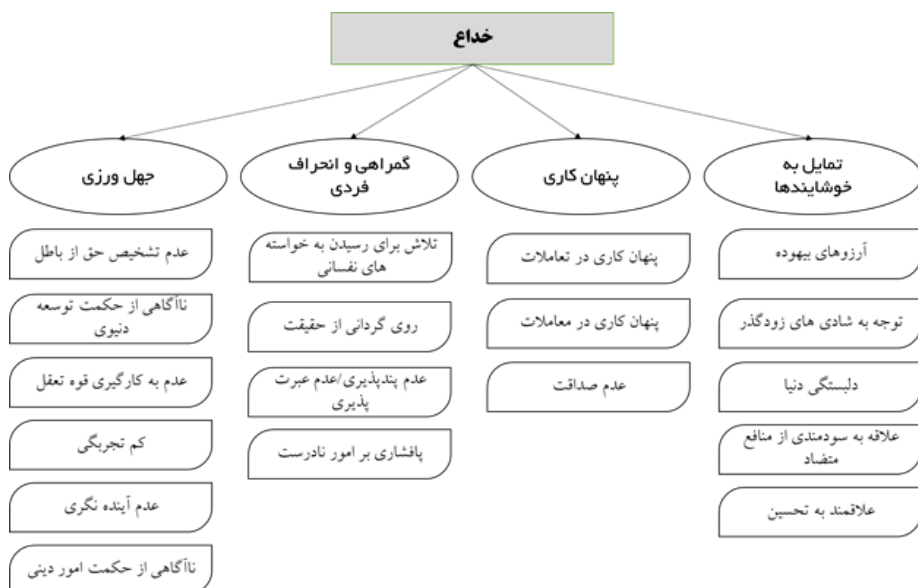 خداع
تمایل به
خوشایندها
آرزوهای بیهوده
توجه به شادی های زودگذر
دلبستگی دنیا
علاقه به سودمندی از منافع
متضاد
علاقمند به تحسین
پنهان کاری
پنهان کاری در تعاملات
پنهان کاری در معاملات
عدم صداقت
گمراهی و انحراف
فردی
تلاش برای رسیدن به خواسته
های نفسانی
روی گردانی از حقیقت
عدم پندپذیری/عدم عبرت
پذیری
پافشاری بر امور نادرست
جهل ورزی
عدم تشخیص حق از باطل
ناآگاهی از حکمت توسعه
دنیوی
عدم به کارگیری قوه تعقل
کم تجربگی
عدم آینده نگری
ناآگاهی از حکمت امور دینی